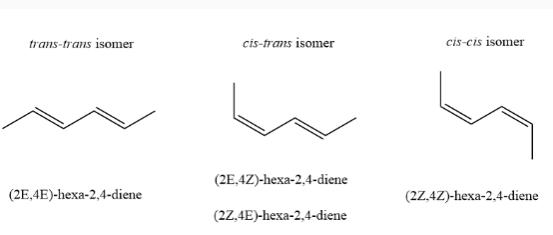 trans-trans isomer
cis-trans isomer
cis-cis isomer
(2E,4E)-hexa-2,4-diene
(2E,4Z)-hexa-2,4-diene
(2Z,4E)-hexa-2,4-diene
(2Z,4Z)-hexa-2,4-diene